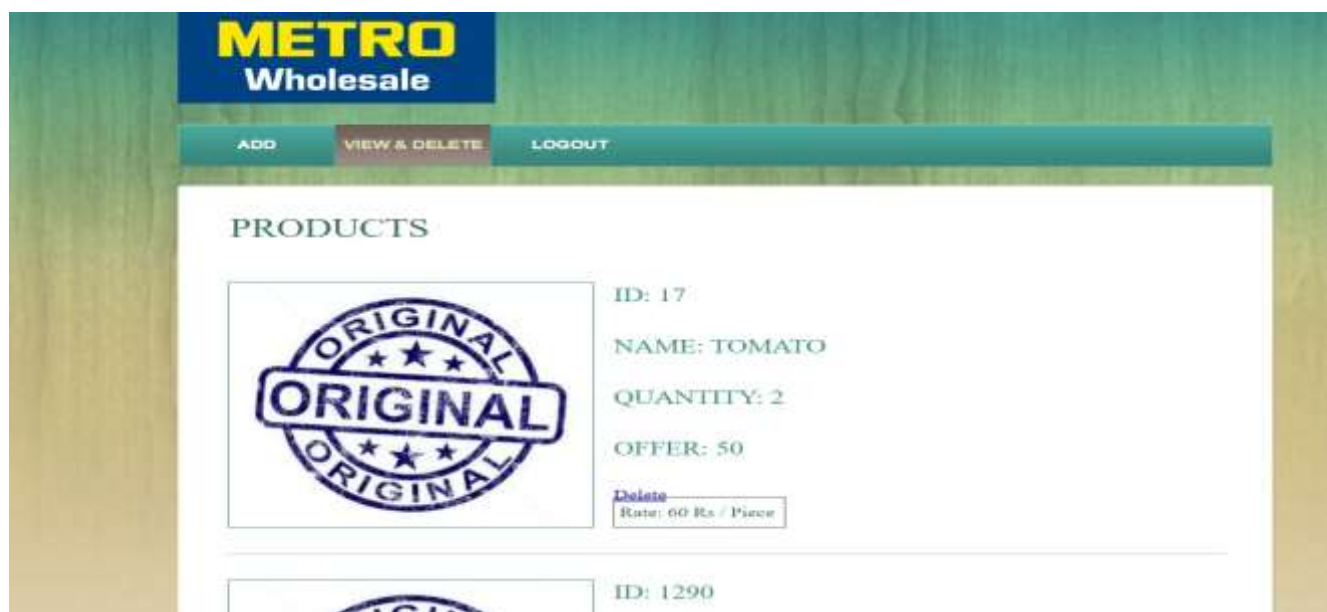 METRO
Wholesale
ADD VIEW & DELETE LOGOUT
PRODUCTS
ORIGINAL
ORIGINAL
ORIGINAL
ID: 17
NAME: TOMATO
QUANTITY: 2
OFFER: 50
Delete
Rate: 60 Rs / Piece
ID: 1290